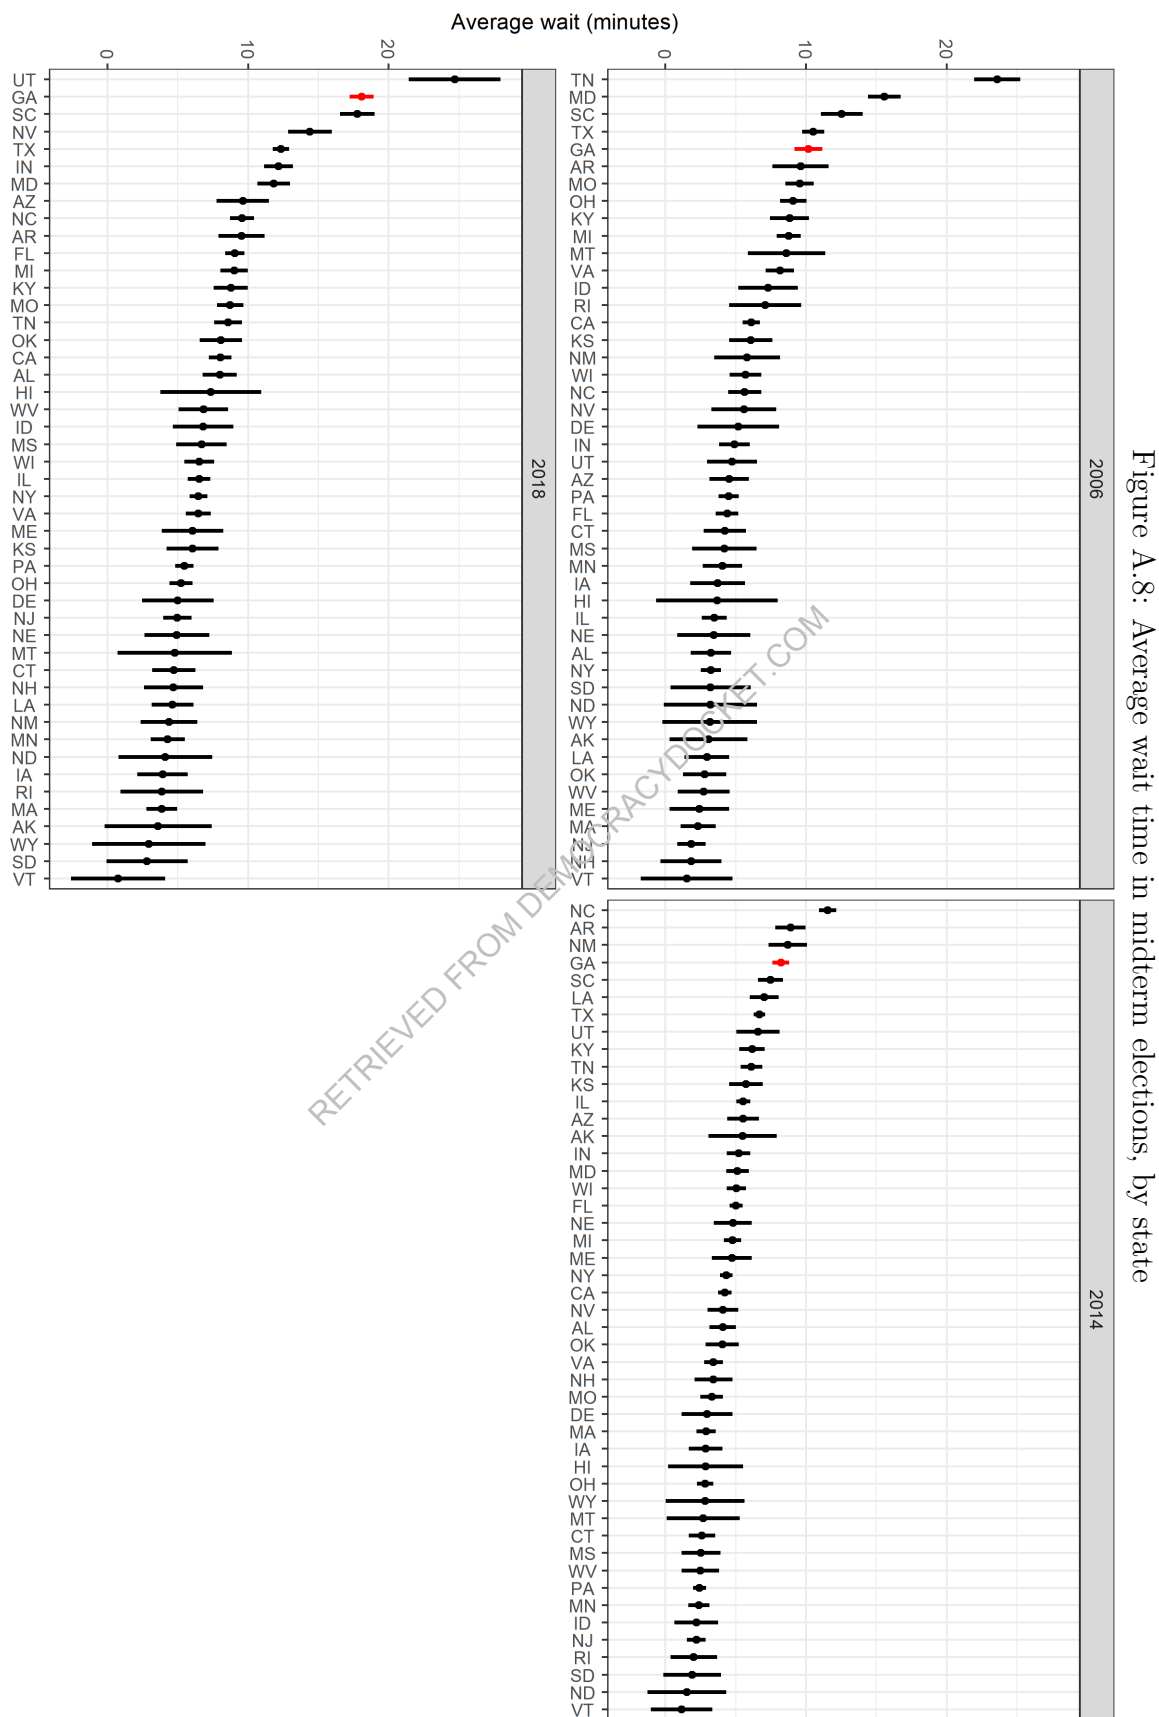 Figure A.8: Average wait time in midterm elections, by state
2006
TN
MD
SC
TX
GA
AR
MO
OH
KY
MI
MT
VA
ID
RI
CA
KS
NM
WI
NC
NV
DE
IN
UT
AZ
PA
FL
CT
MS
MN
IA
HI
IL
NE
AL
NY
SD
ND
WY
AK
LA
OK
WV
ME
MA
NJ
NH
VT
0
10
20
2014
NC
AR
NM
GA
SC
LA
TX
UT
KY
TN
KS
IL
AZ
AK
IN
MD
WI
FL
NE
MI
ME
NY
CA
NV
AL
OK
VA
NH
MO
DE
MA
IA
HI
OH
WY
MT
CT
MS
WV
PA
MN
ID
NJ
RI
SD
ND
VT
2018
UT
GA
SC
NV
TX
IN
MD
AZ
NC
AR
FL
MI
KY
MO
TN
OK
CA
AL
HI
WV
ID
MS
WI
IL
NY
VA
ME
KS
PA
OH
DE
NJ
NE
MT
CT
NH
LA
NM
MN
ND
IA
RI
MA
AK
WY
SD
VT
0
10
20
Average wait (minutes)
RETRIEVED FROM DEMOCRACYDOCKET.COM